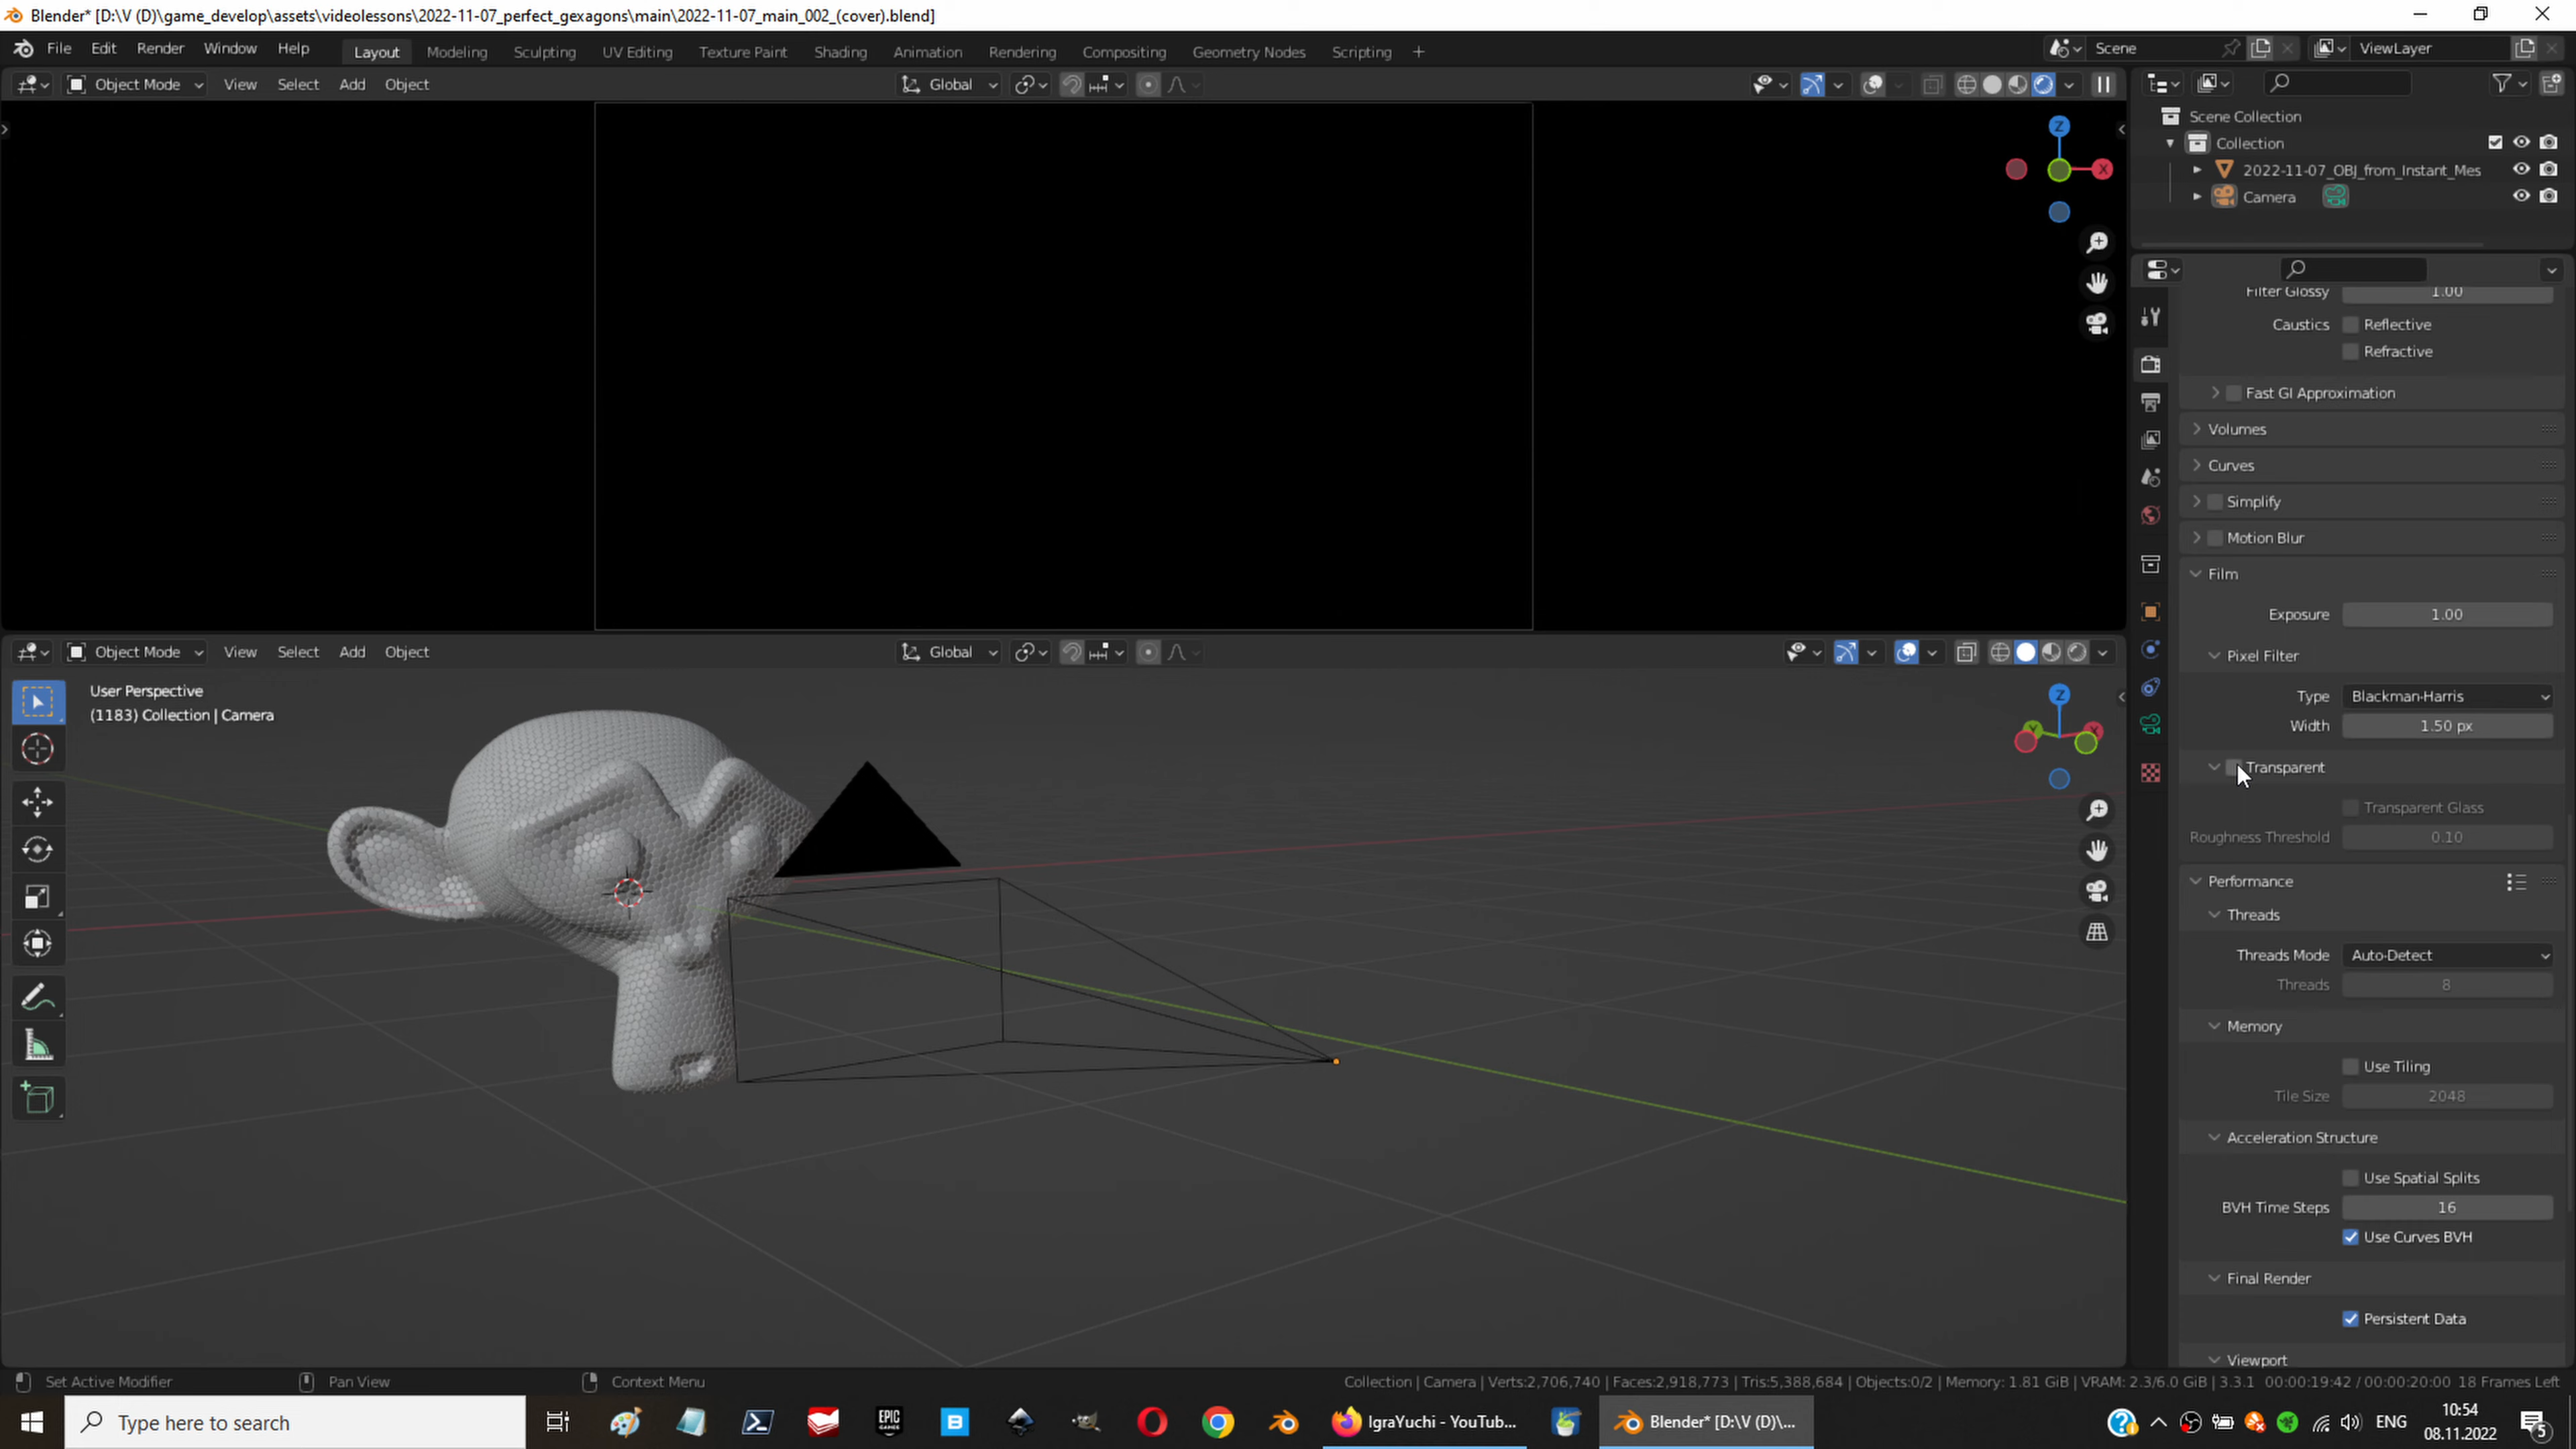 Blender* [D:\V (D)\game_develop\assets\videolessons\2022-11-07_perfect_gexagons\main\2022-11-07_main_002_(cover).blend]
File Edit Render Window Help Layout Modeling Sculpting UV Editing Texture Paint Shading Animation Rendering Compositing Geometry Nodes Scripting + Scene ViewLayer
Object Mode View Select Add Object Global
Scene Collection
Collection
2022-11-07_OBJ_from_Instant_Mes
Camera
Z
X
Filter Glossy 1.00
Caustics Reflective
Refractive
Fast GI Approximation
Volumes
Curves
Simplify
Motion Blur
Film
Exposure 1.00
Pixel Filter
Type Blackman-Harris
Width 1.50 px
Transparent
Transparent Glass
Roughness Threshold 0.10
Performance
Threads
Threads Mode Auto-Detect
Threads 8
Memory
Use Tiling
Tile Size 2048
Acceleration Structure
Use Spatial Splits
BVH Time Steps 16
Use Curves BVH
Final Render
Persistent Data
Viewport
Object Mode View Select Add Object Global
User Perspective
(1183) Collection | Camera
Z
Set Active Modifier Pan View Context Menu Collection | Camera | Verts:2,706,740 | Faces:2,918,773 | Tris:5,388,684 | Objects:0/2 | Memory: 1.81 GiB | VRAM: 2.3/6.0 GiB | 3.3.1 00:00:19:42 / 00:00:20:00 18 Frames Left
Type here to search
EPIC GAMES
B
IgraYuchi - YouTub...
Blender* [D:\V (D)\...
ENG
10:54
08.11.2022
5